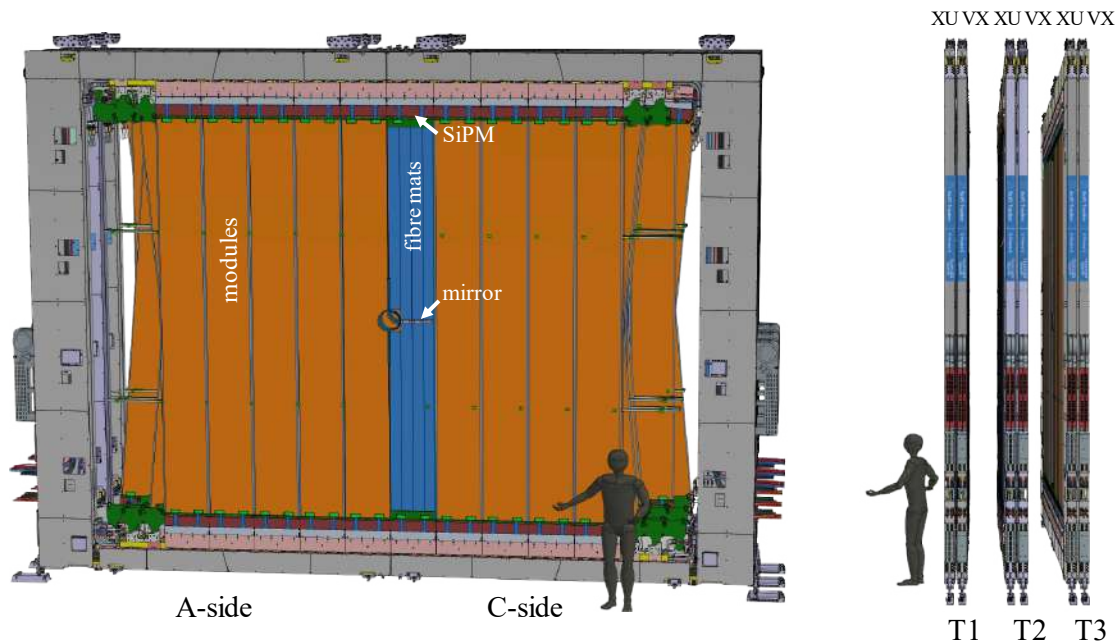 XU VX XU VX XU VX
SiPM
fibre mats
modules
mirror
A-side
C-side
T1
T2
T3